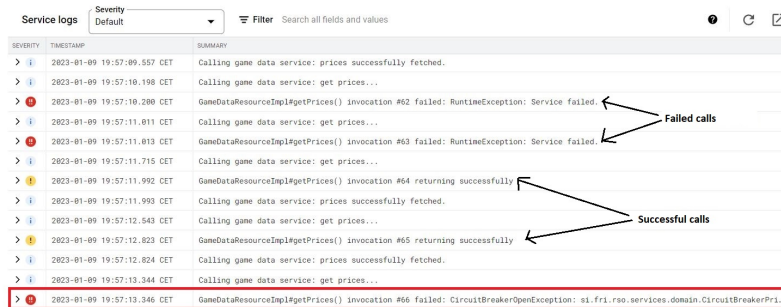 Service logs
Severity
Default
Filter Search all fields and values
SEVERITY TIMESTAMP SUMMARY
2023-01-09 19:57:09.557 CET Calling game data service: prices successfully fetched.
2023-01-09 19:57:10.198 CET Calling game data service: get prices...
2023-01-09 19:57:10.200 CET GameDataResourceImpl#getPrices() invocation #62 failed: RuntimeException: Service failed.
Failed calls
2023-01-09 19:57:11.011 CET Calling game data service: get prices...
2023-01-09 19:57:11.013 CET GameDataResourceImpl#getPrices() invocation #63 failed: RuntimeException: Service failed.
2023-01-09 19:57:11.715 CET Calling game data service: get prices...
2023-01-09 19:57:11.992 CET GameDataResourceImpl#getPrices() invocation #64 returning successfully
2023-01-09 19:57:11.993 CET Calling game data service: prices successfully fetched.
2023-01-09 19:57:12.543 CET Calling game data service: get prices...
Successful calls
2023-01-09 19:57:12.823 CET GameDataResourceImpl#getPrices() invocation #65 returning successfully
2023-01-09 19:57:12.824 CET Calling game data service: prices successfully fetched.
2023-01-09 19:57:13.344 CET Calling game data service: get prices...
2023-01-09 19:57:13.346 CET GameDataResourceImpl#getPrices() invocation #66 failed: CircuitBreakerOpenException: si.fri.rso.services.domain.CircuitBreakerPri.